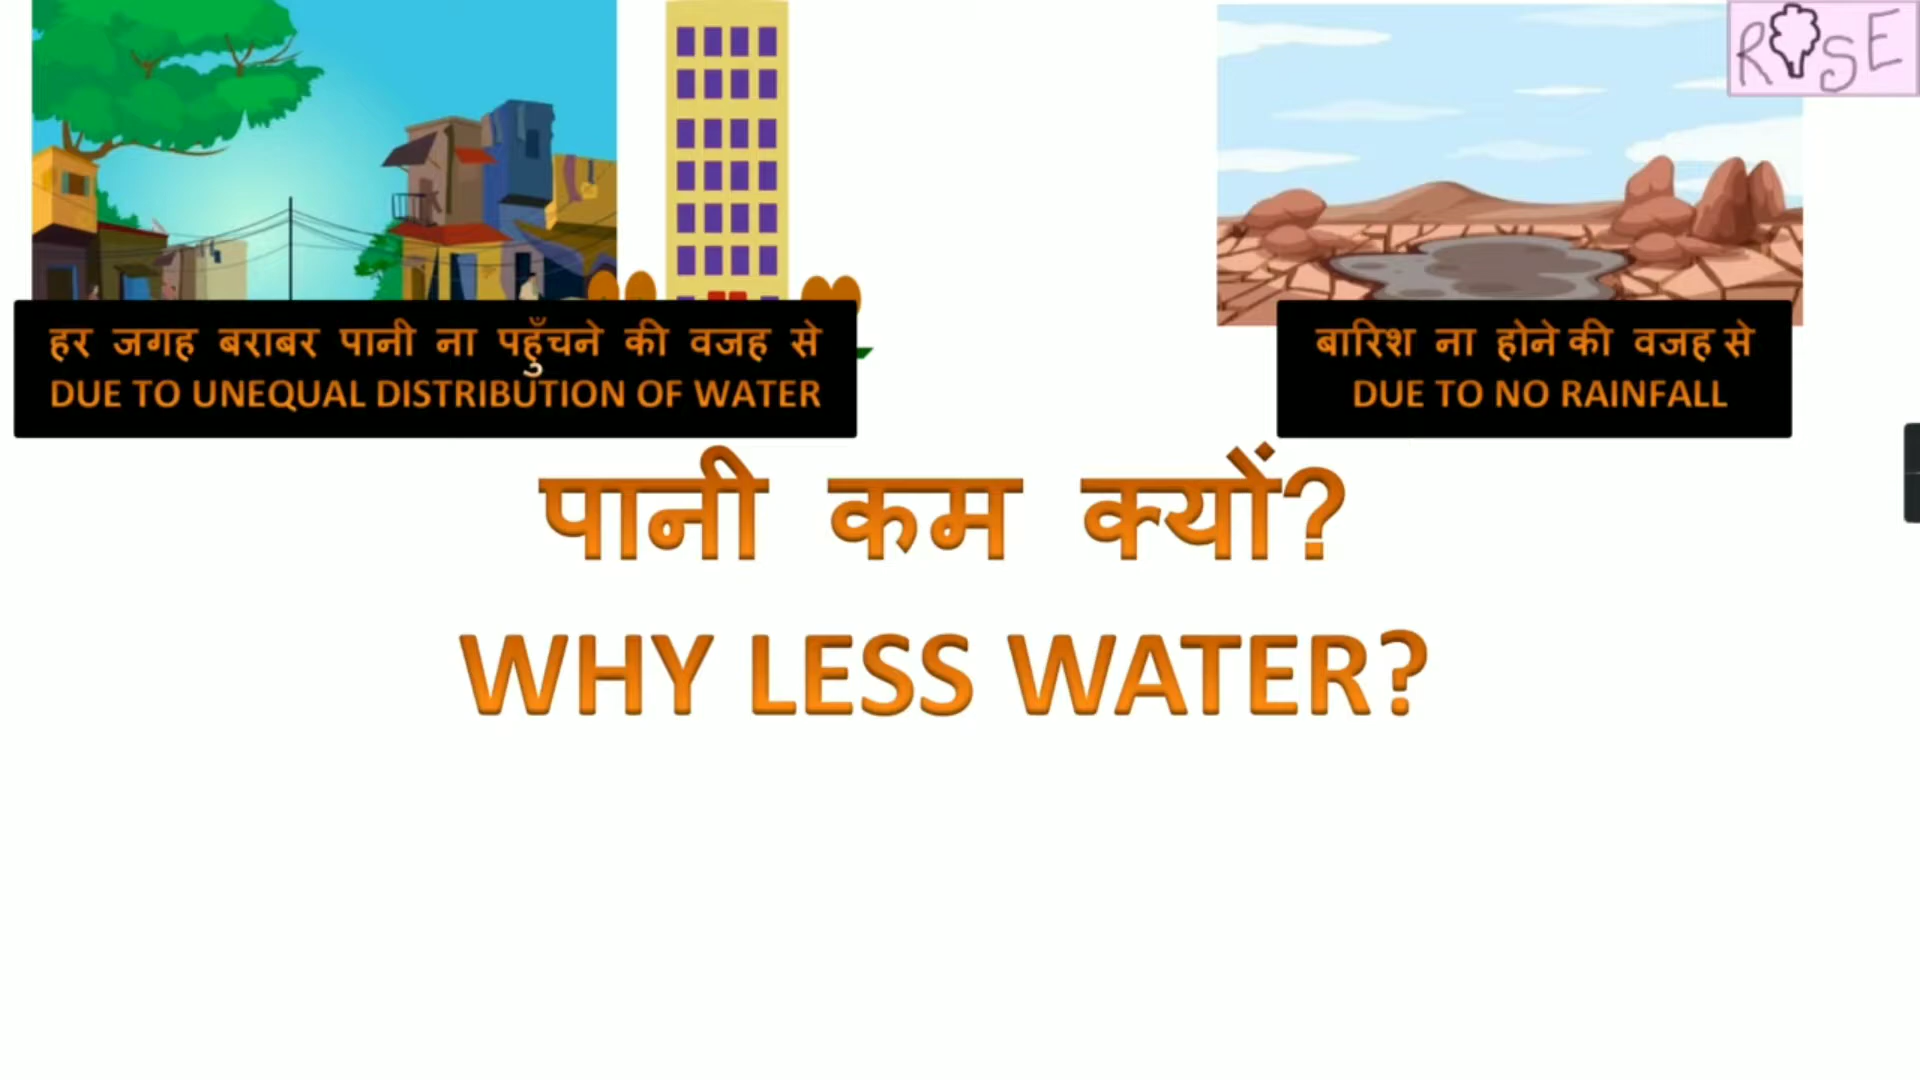 RISE
हर जगह बराबर पानी ना पहुँचने की वजह से
DUE TO UNEQUAL DISTRIBUTION OF WATER
बारिश ना होने की वजह से
DUE TO NO RAINFALL
पानी कम क्यों?
WHY LESS WATER?